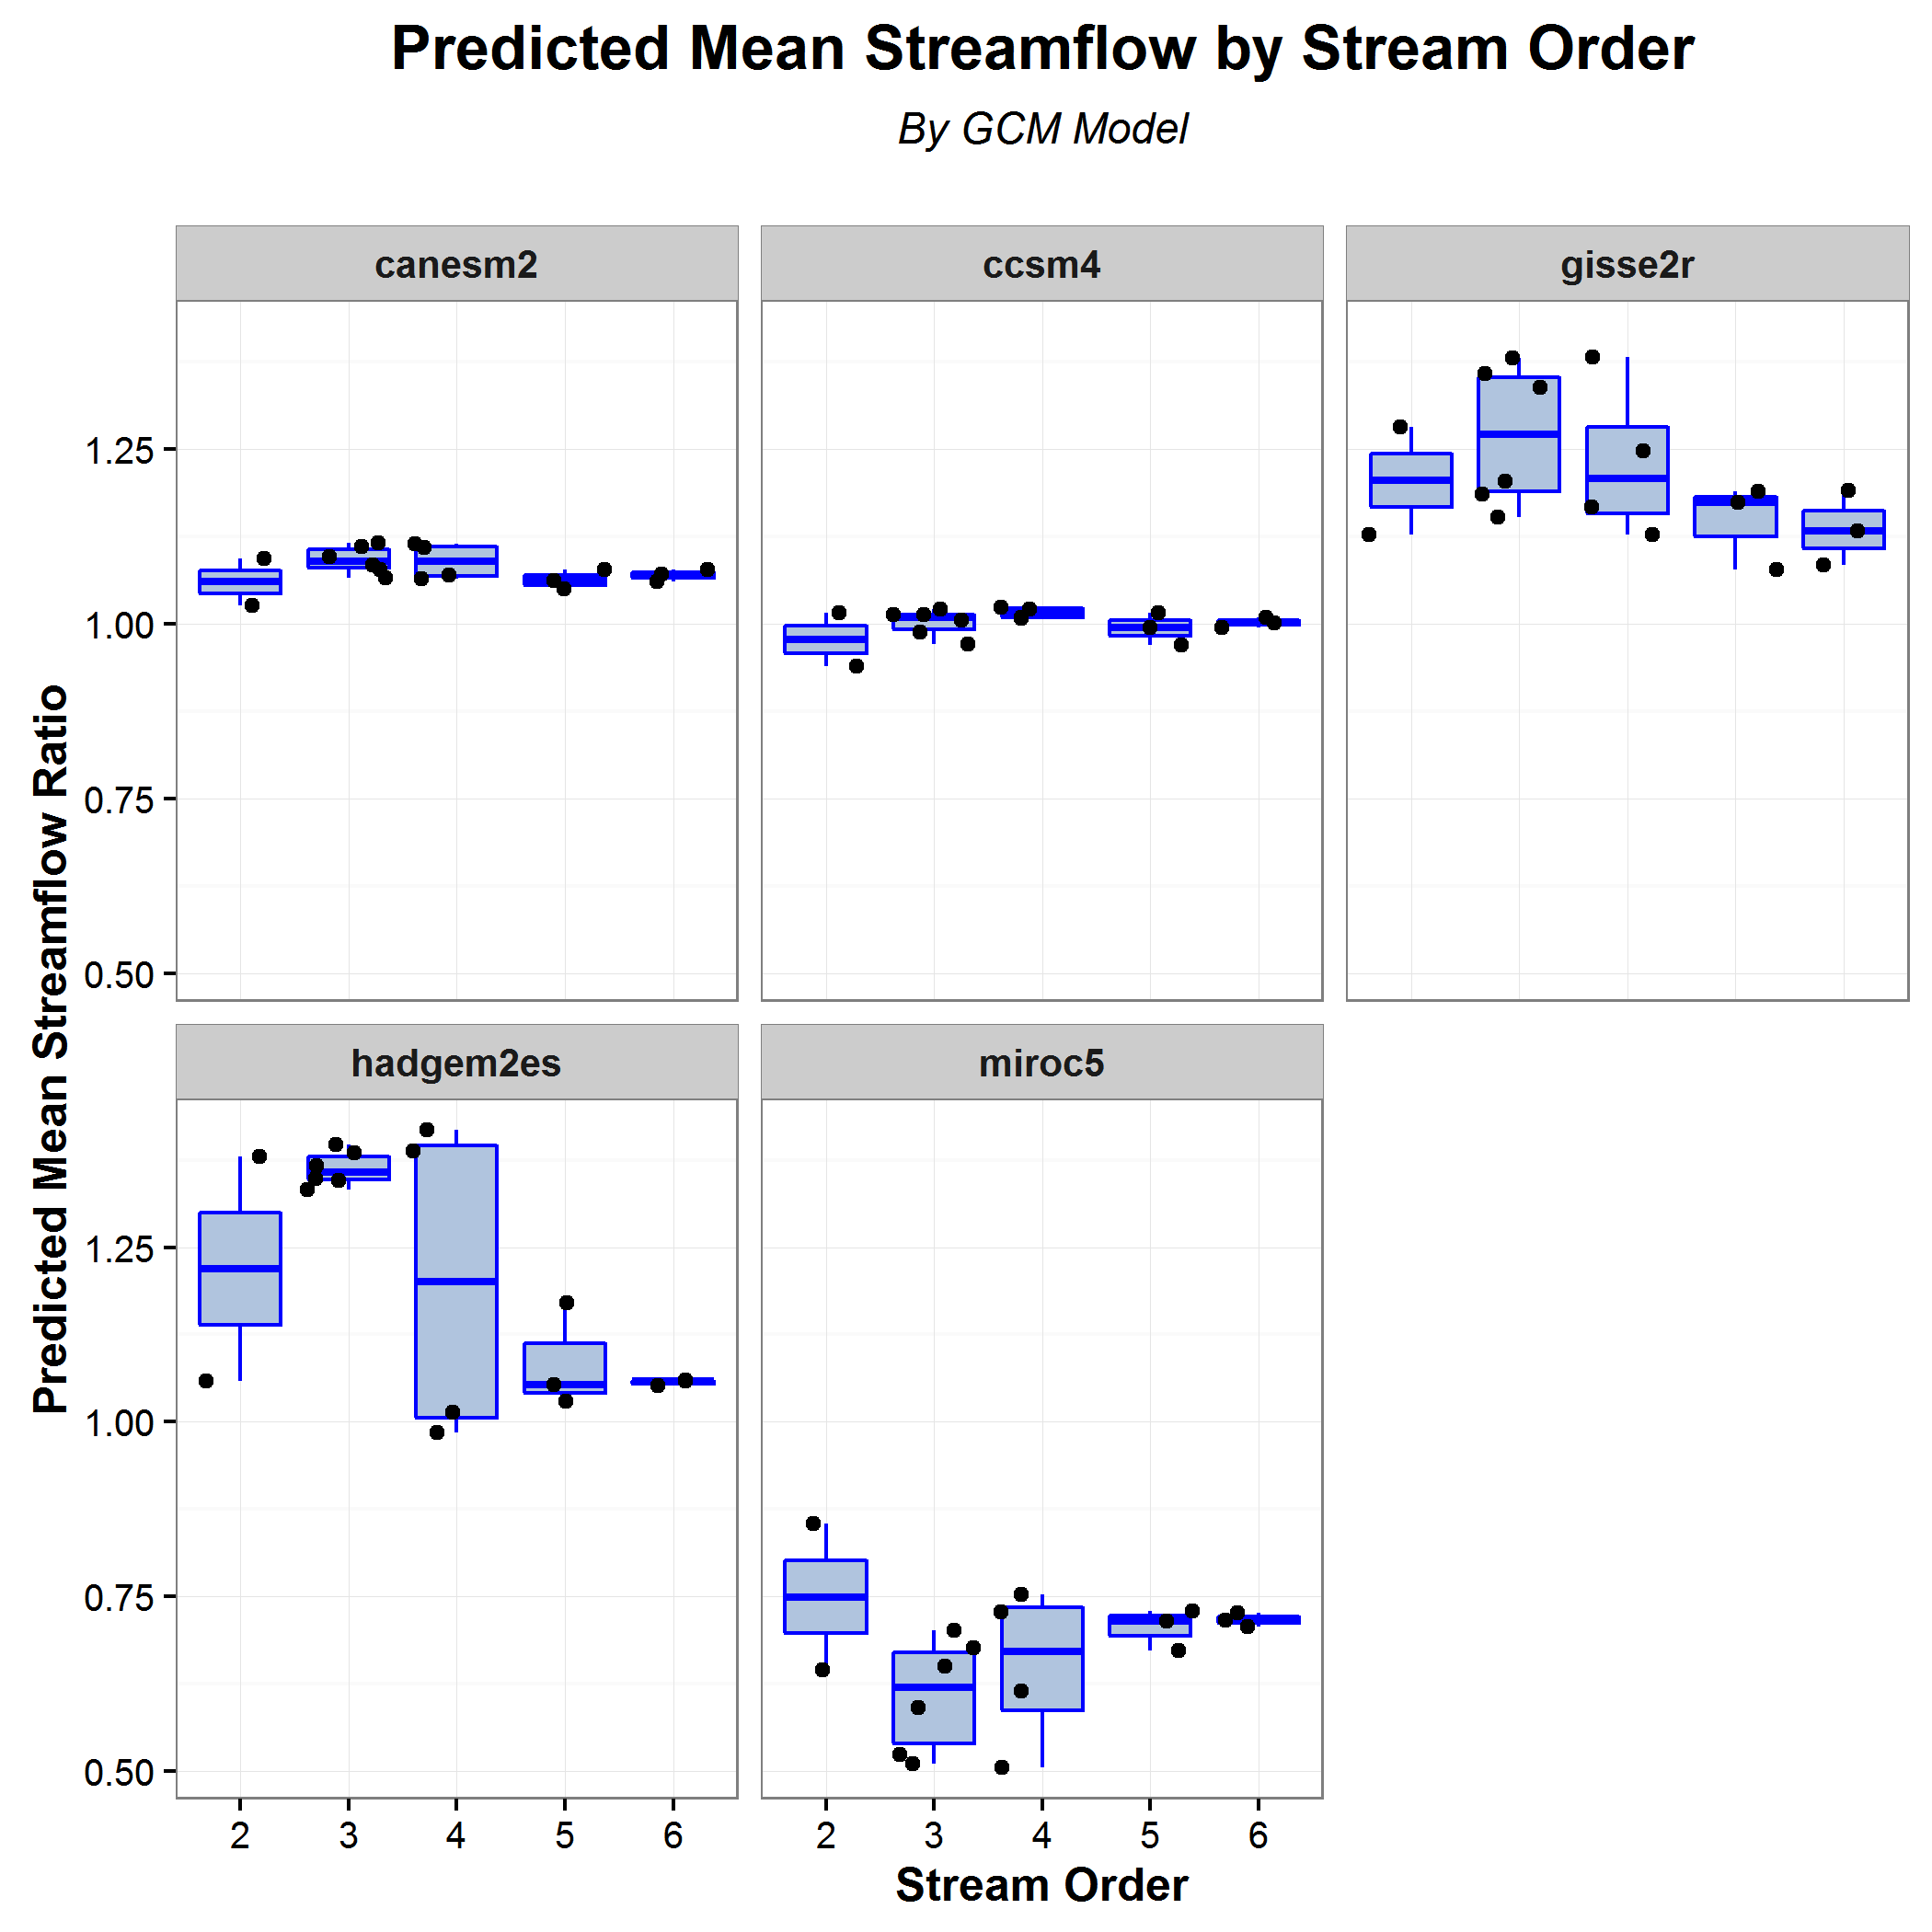 Predicted Mean Streamflow by Stream Order
By GCM Model
canesm2
ccsm4
gisse2r
1.25
1.00
0.75
0.50
Predicted Mean Streamflow Ratio
hadgem2es
miroc5
1.25
1.00
0.75
0.50
2 3 4 5 6
2 3 4 5 6
Stream Order